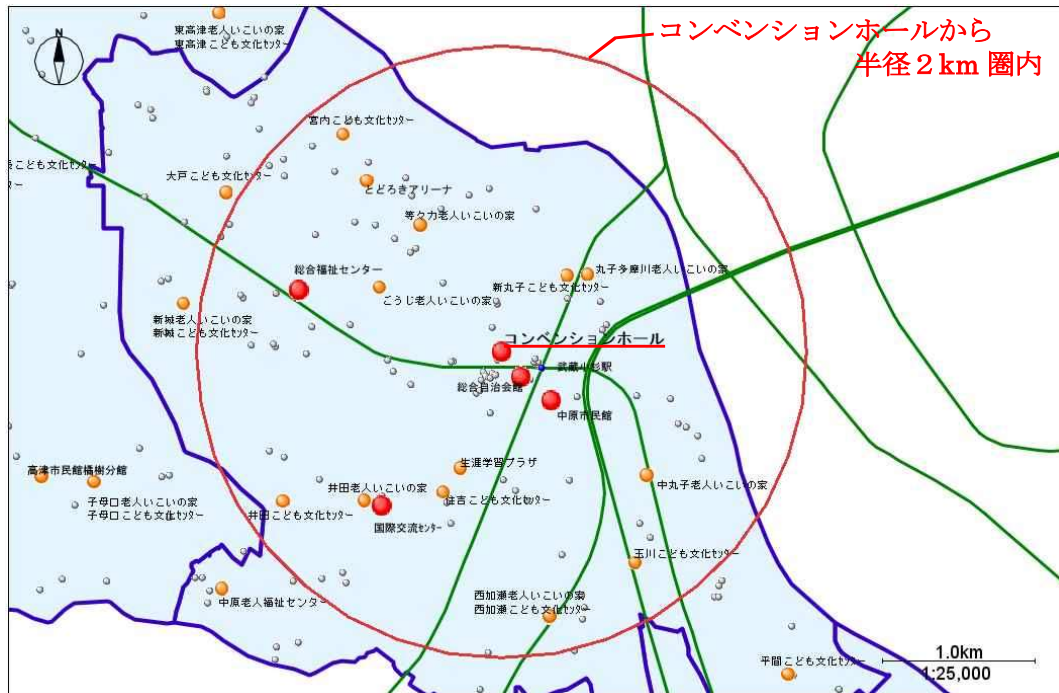 東高津老人いこいの家
東高津こども文化センター
コンベンションホールから
半径2km 圏内
N
宮内こども文化センター
こども文化センター
大戸こども文化センター
とどろきアリーナ
等々力老人いこいの家
総合福祉センター
丸子多摩川老人いこいの家
新丸子こども文化センター
ごうじ老人いこいの家
新城老人いこいの家
新城こども文化センター
コンベンションホール
武蔵小杉駅
総合自治会館
中原市民館
生涯学習プラザ
高津市民館橘樹分館
井田老人いこいの家
中丸子老人いこいの家
子母口老人いこいの家
子母口こども文化センター
井田こども文化センター
住吉こども文化センター
国際交流センター
玉川こども文化センター
中原老人福祉センター
西加瀬老人いこいの家
西加瀬こども文化センター
平間こども文化センター
1.0km
1:25,000